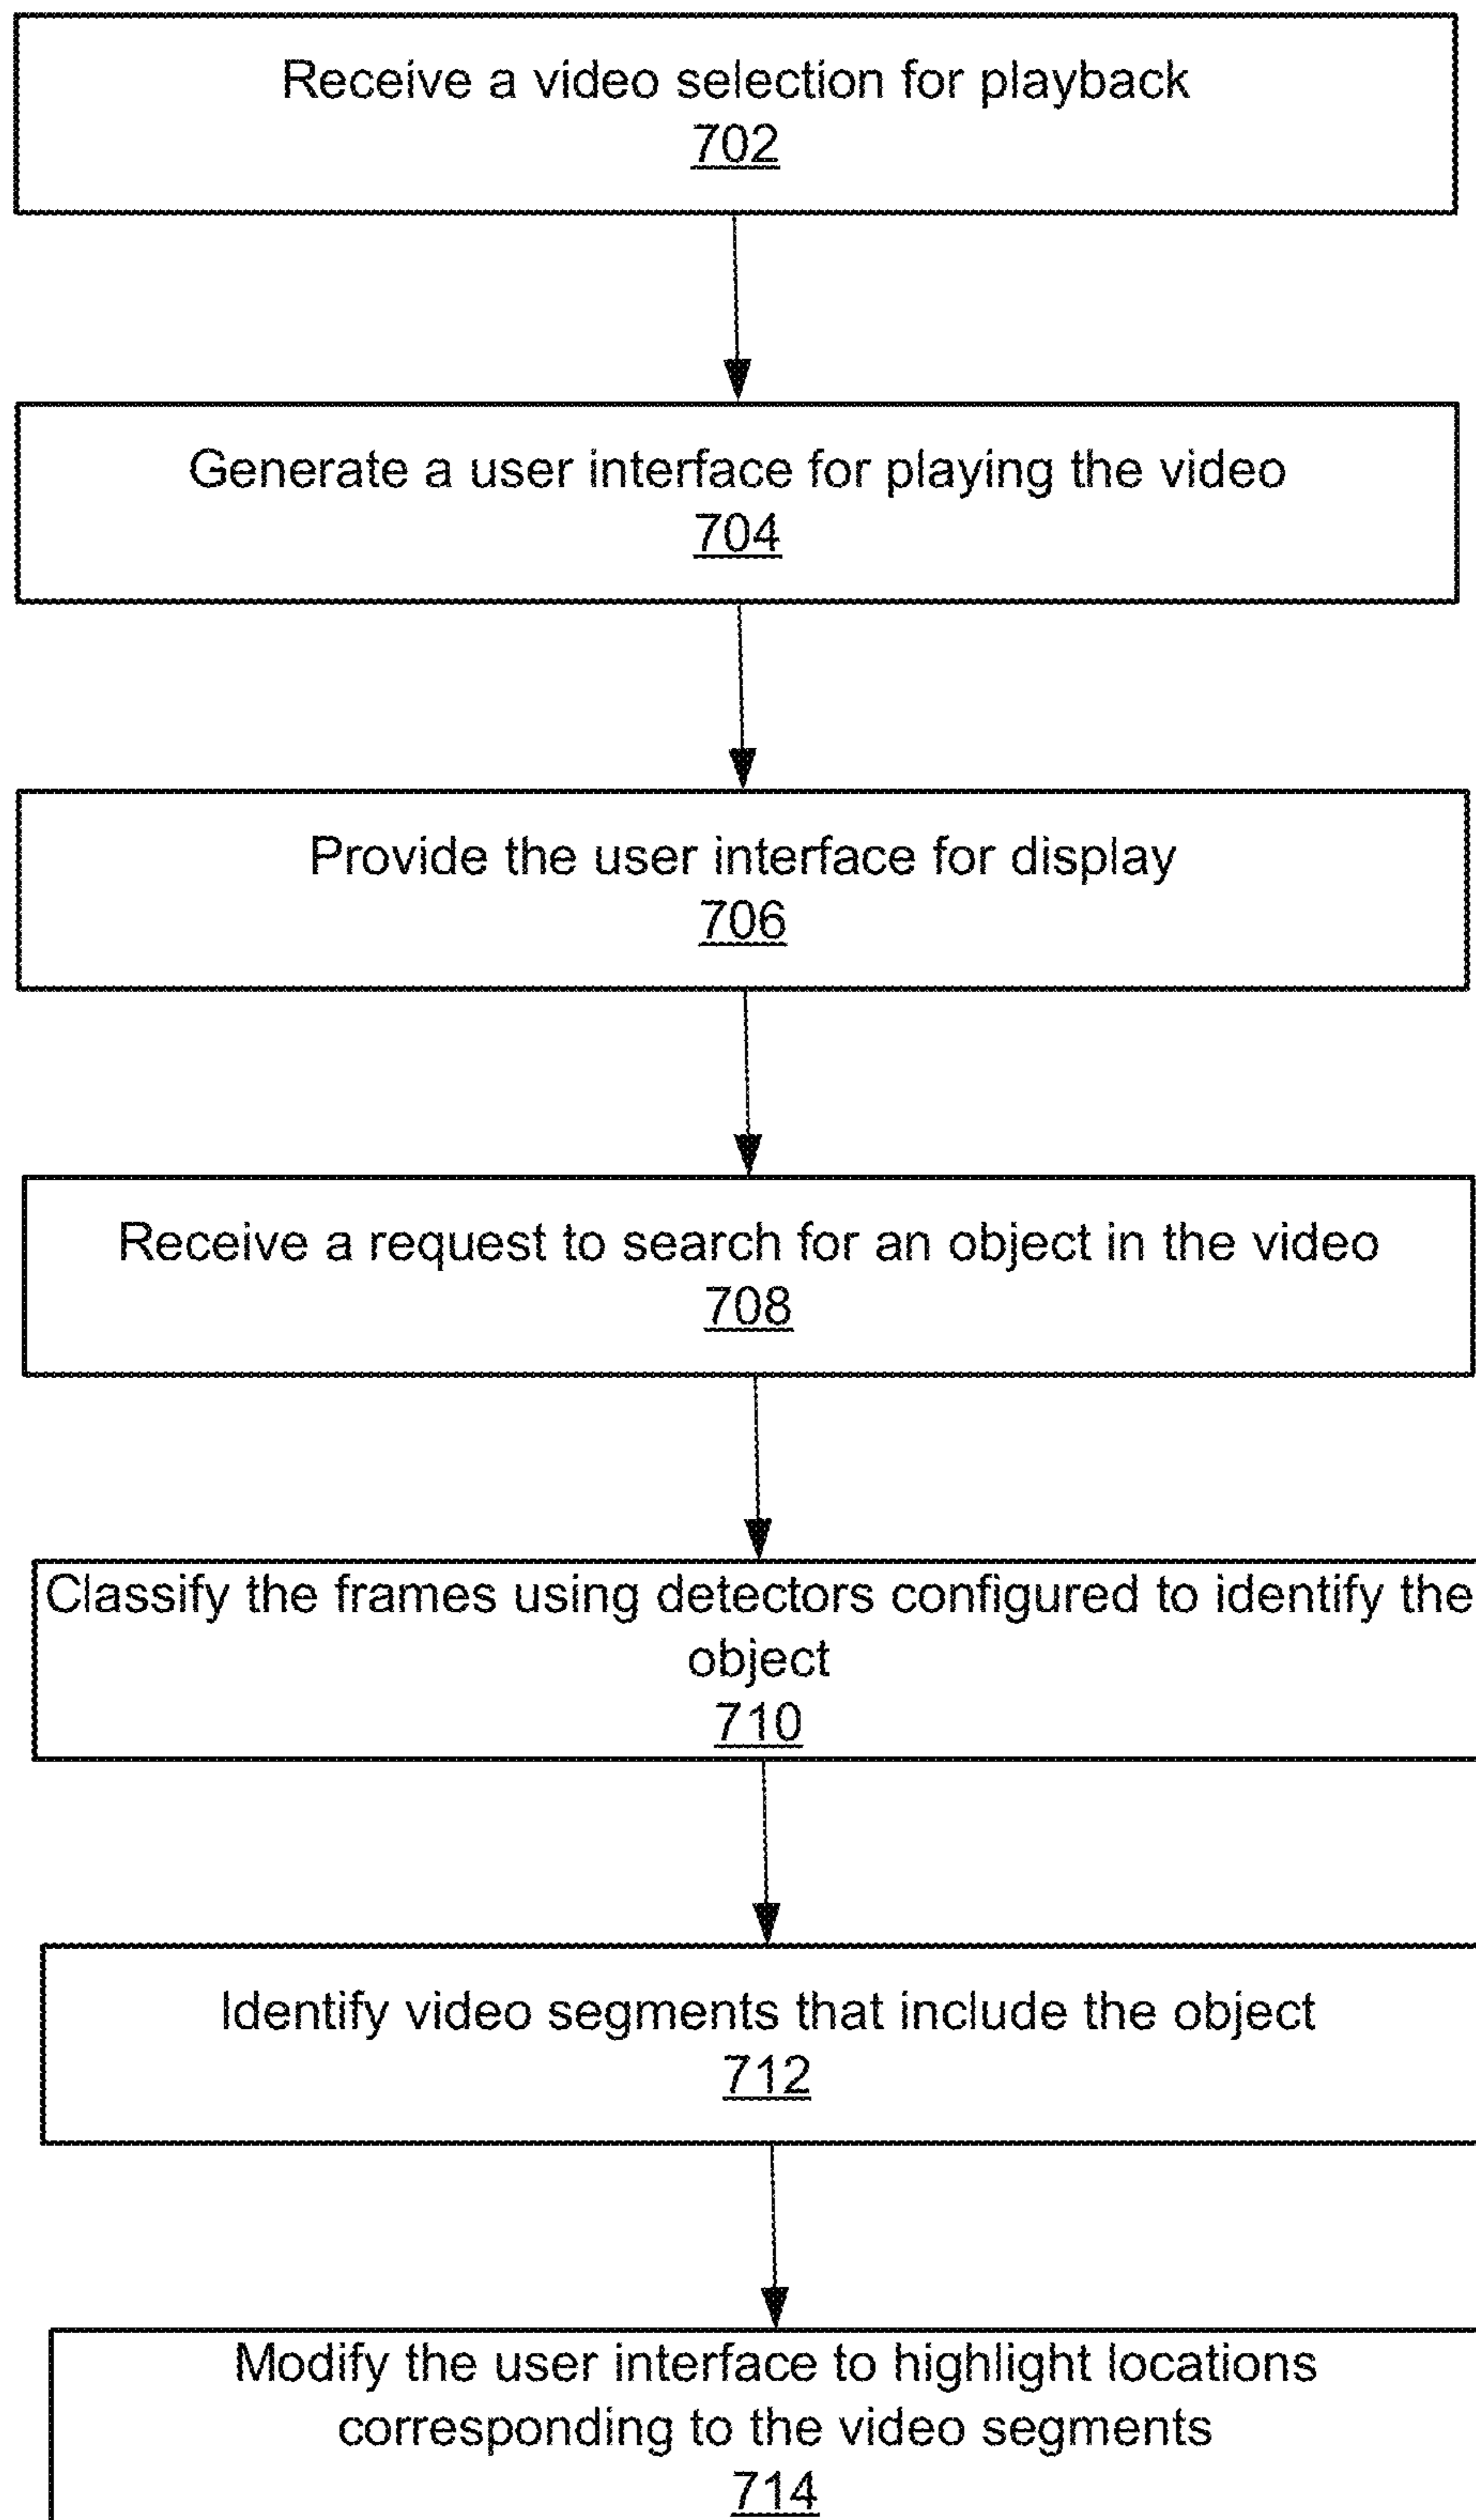 Receive a video selection for playback
702
Generate a user interface for playing the video
704
Provide the user interface for display
706
Receive a request to search for an object in the video
708
Classify the frames using detectors configured to identify the
object
710
Identify video segments that include the object
712
Modify the user interface to highlight locations
corresponding to the video segments
714